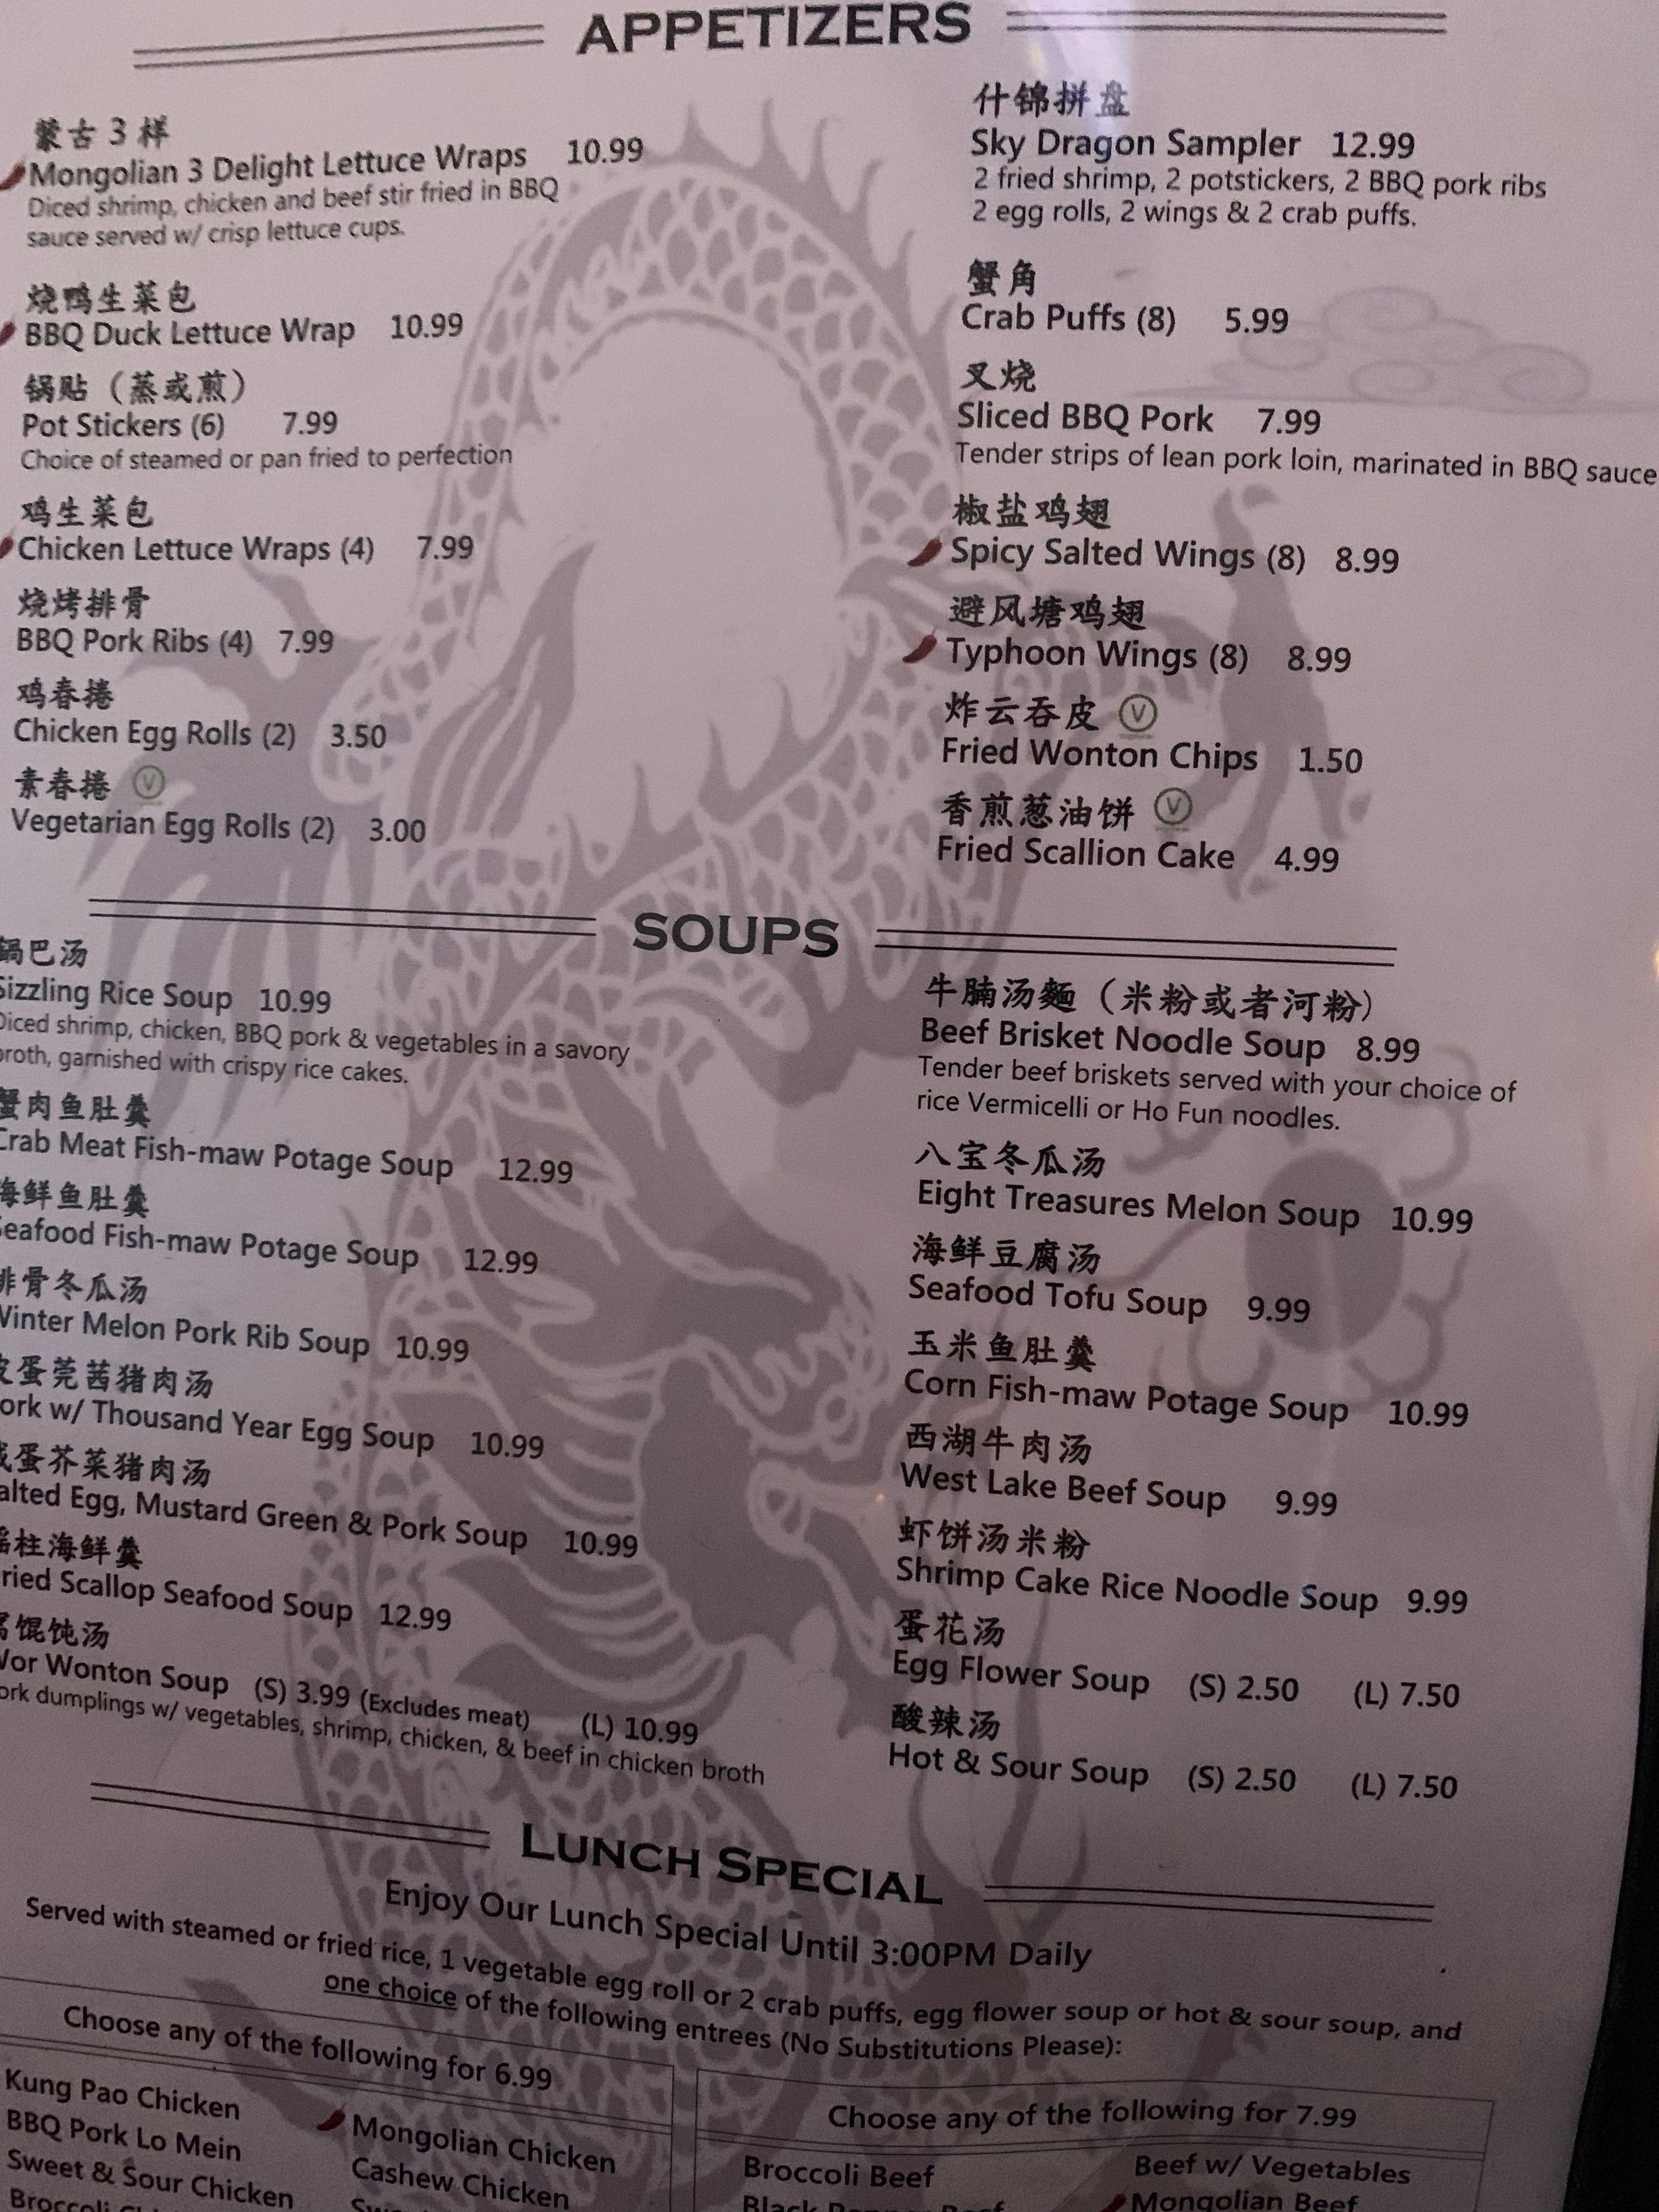 APPETIZERS
蒙古 3 样
Mongolian 3 Delight Lettuce Wraps 10.99
Diced shrimp, chicken and beef stir fried in BBQ
sauce served w/ crisp lettuce cups.
烧鸭生菜包
BBQ Duck Lettuce Wrap 10.99
锅贴（蒸或煎）
Pot Stickers (6) 7.99
Choice of steamed or pan fried to perfection
鸡生菜包
Chicken Lettuce Wraps (4) 7.99
烧烤排骨
BBQ Pork Ribs (4) 7.99
鸡春捲
Chicken Egg Rolls (2) 3.50
素春捲 V
Vegetarian Egg Rolls (2) 3.00
什锦拼盘
Sky Dragon Sampler 12.99
2 fried shrimp, 2 potstickers, 2 BBQ pork ribs
2 egg rolls, 2 wings & 2 crab puffs.
蟹角
Crab Puffs (8) 5.99
叉烧
Sliced BBQ Pork 7.99
Tender strips of lean pork loin, marinated in BBQ sauce
椒盐鸡翅
Spicy Salted Wings (8) 8.99
避风塘鸡翅
Typhoon Wings (8) 8.99
炸云吞皮 V
Fried Wonton Chips 1.50
香煎葱油饼 V
Fried Scallion Cake 4.99
SOUPS
锅巴汤
Sizzling Rice Soup 10.99
Diced shrimp, chicken, BBQ pork & vegetables in a savory
broth, garnished with crispy rice cakes.
蟹肉鱼肚羹
Crab Meat Fish-maw Potage Soup 12.99
海鲜鱼肚羹
Seafood Fish-maw Potage Soup 12.99
排骨冬瓜汤
Winter Melon Pork Rib Soup 10.99
皮蛋芫茜猪肉汤
Pork w/ Thousand Year Egg Soup 10.99
咸蛋芥菜猪肉汤
Salted Egg, Mustard Green & Pork Soup 10.99
瑶柱海鲜羹
Dried Scallop Seafood Soup 12.99
馄饨汤
Wor Wonton Soup (S) 3.99 (Excludes meat) (L) 10.99
Pork dumplings w/ vegetables, shrimp, chicken, & beef in chicken broth
牛腩汤麵（米粉或者河粉）
Beef Brisket Noodle Soup 8.99
Tender beef briskets served with your choice of
rice Vermicelli or Ho Fun noodles.
八宝冬瓜汤
Eight Treasures Melon Soup 10.99
海鲜豆腐汤
Seafood Tofu Soup 9.99
玉米鱼肚羹
Corn Fish-maw Potage Soup 10.99
西湖牛肉汤
West Lake Beef Soup 9.99
虾饼汤米粉
Shrimp Cake Rice Noodle Soup 9.99
蛋花汤
Egg Flower Soup (S) 2.50 (L) 7.50
酸辣汤
Hot & Sour Soup (S) 2.50 (L) 7.50
LUNCH SPECIAL
Enjoy Our Lunch Special Until 3:00PM Daily
Served with steamed or fried rice, 1 vegetable egg roll or 2 crab puffs, egg flower soup or hot & sour soup, and
one choice of the following entrees (No Substitutions Please):
Choose any of the following for 6.99
Kung Pao Chicken
BBQ Pork Lo Mein
Sweet & Sour Chicken
Broccoli
Mongolian Chicken
Cashew Chicken
Choose any of the following for 7.99
Broccoli Beef
Black Pepper Beef
Beef w/ Vegetables
Mongolian Beef